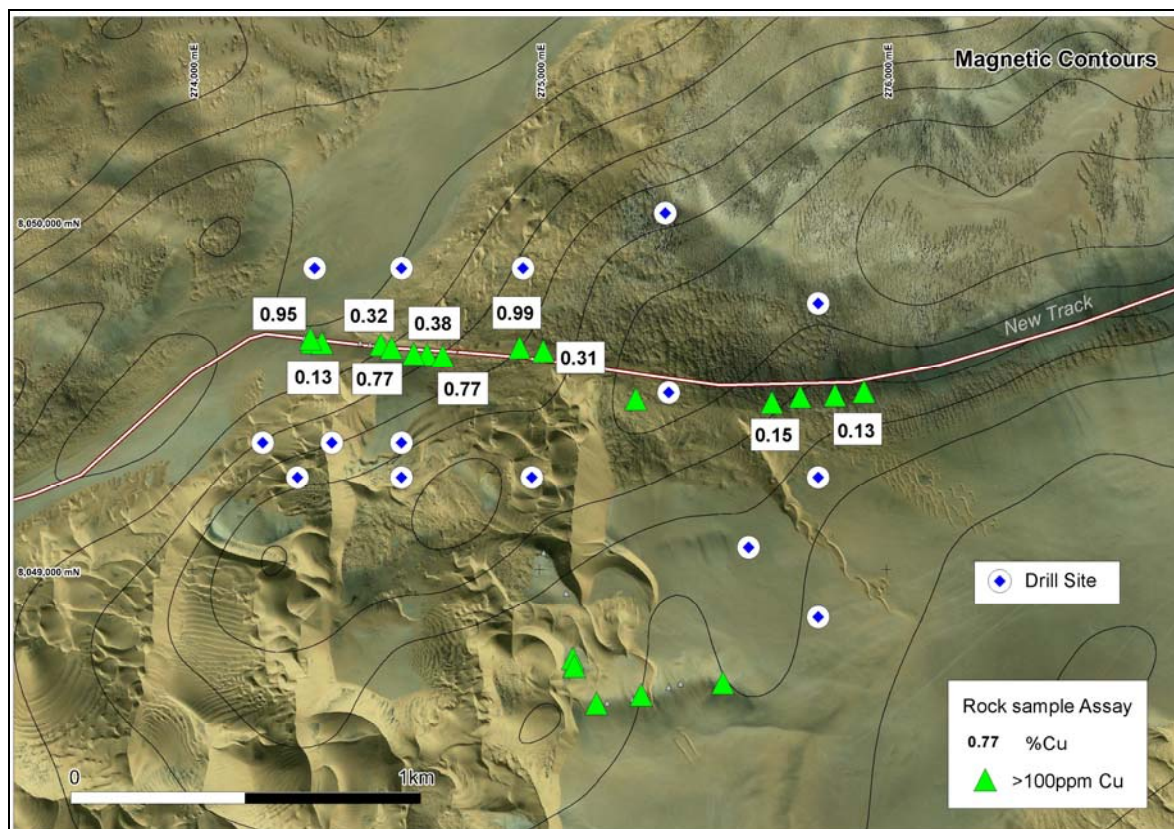 274,000 mE
275,000 mE
276,000 mE
Magnetic Contours
8,050,000 mN
0.95
0.32
0.38
0.99
New Track
0.31
0.13
0.77
0.77
0.15
0.13
8,049,000 mN
Drill Site
Rock sample Assay
0.77 %Cu
>100ppm Cu
0
1km